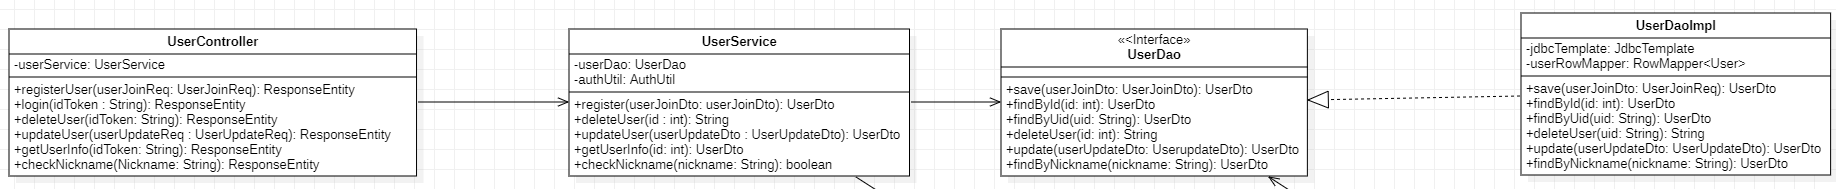 UserController
-userService: UserService
+registerUser(userJoinReq: UserJoinReq): ResponseEntity
+login(idToken : String): ResponseEntity
+deleteUser(idToken: String): ResponseEntity
+updateUser(userUpdateReq : UserUpdateReq): ResponseEntity
+getUserInfo(idToken: String): ResponseEntity
+checkNickname(Nickname: String): ResponseEntity
UserService
-userDao: UserDao
-authUtil: AuthUtil
+register(userJoinDto: userJoinDto): UserDto
+deleteUser(id : int): String
+updateUser(userUpdateDto : UserUpdateDto): UserDto
+getUserInfo(id: int): UserDto
+checkNickname(nickname: String): boolean
«<Interface»
UserDao
+save(userJoinDto: UserJoinDto): UserDto
+findById(id: int): UserDto
+findByUid(uid: String): UserDto
+deleteUser(id: int): String
+update(userUpdateDto: UserupdateDto): UserDto
+findByNickname(nickname: String): UserDto
UserDaoImpl
-jdbcTemplate: JdbcTemplate
-userRowMapper: RowMapper<User>
+save(userJoinDto: UserJoinReq): UserDto
+findById(id: int): UserDto
+findByUid(uid: String): UserDto
+deleteUser(uid: String): String
+update(userUpdateDto: UserUpdateDto): UserDto
+findByNickname(nickname: String): UserDto